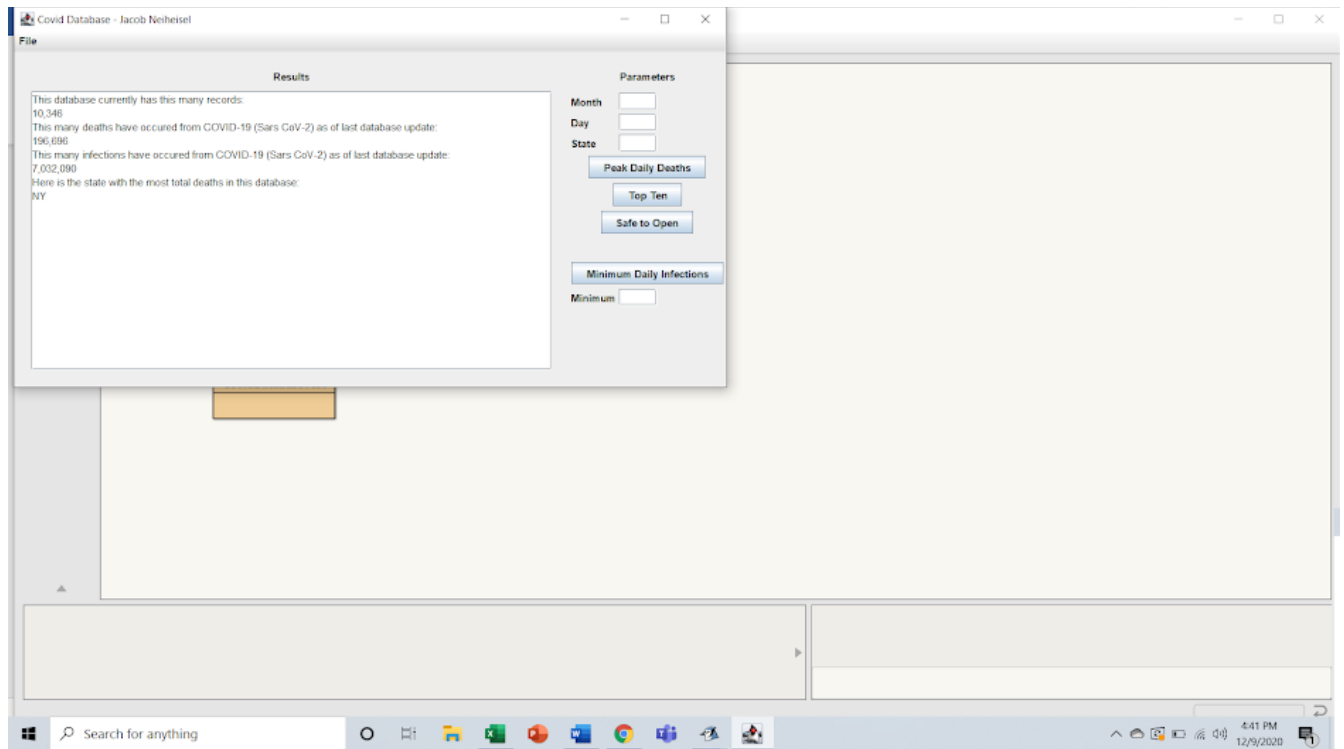 Covid Database - Jacob Neiheisel
File
Results
This database currently has this many records:
10,346
This many deaths have occured from COVID-19 (Sars CoV-2) as of last database update:
196,696
This many infections have occured from COVID-19 (Sars CoV-2) as of last database update:
7,032,090
Here is the state with the most total deaths in this database:
NY
Parameters
Month
Day
State
Peak Daily Deaths
Top Ten
Safe to Open
Minimum Daily Infections
Minimum
Search for anything
4:41 PM
12/9/2020